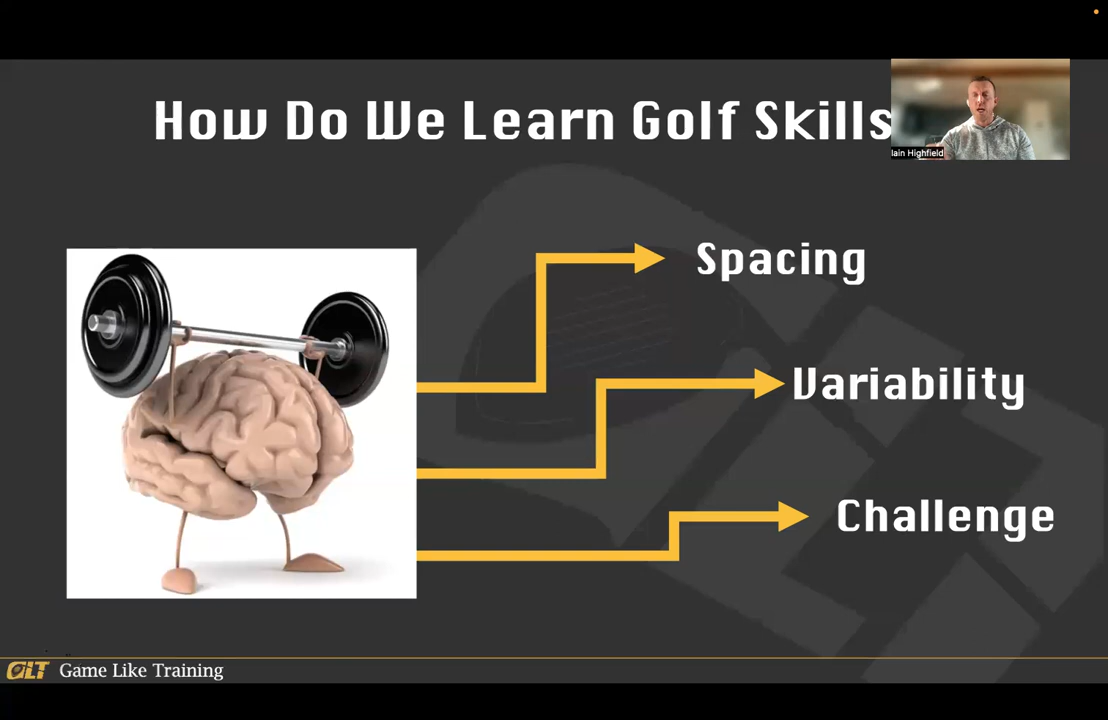 How Do We Learn Golf Skills
Iain Highfield
Spacing
Variability
Challenge
GLT Game Like Training